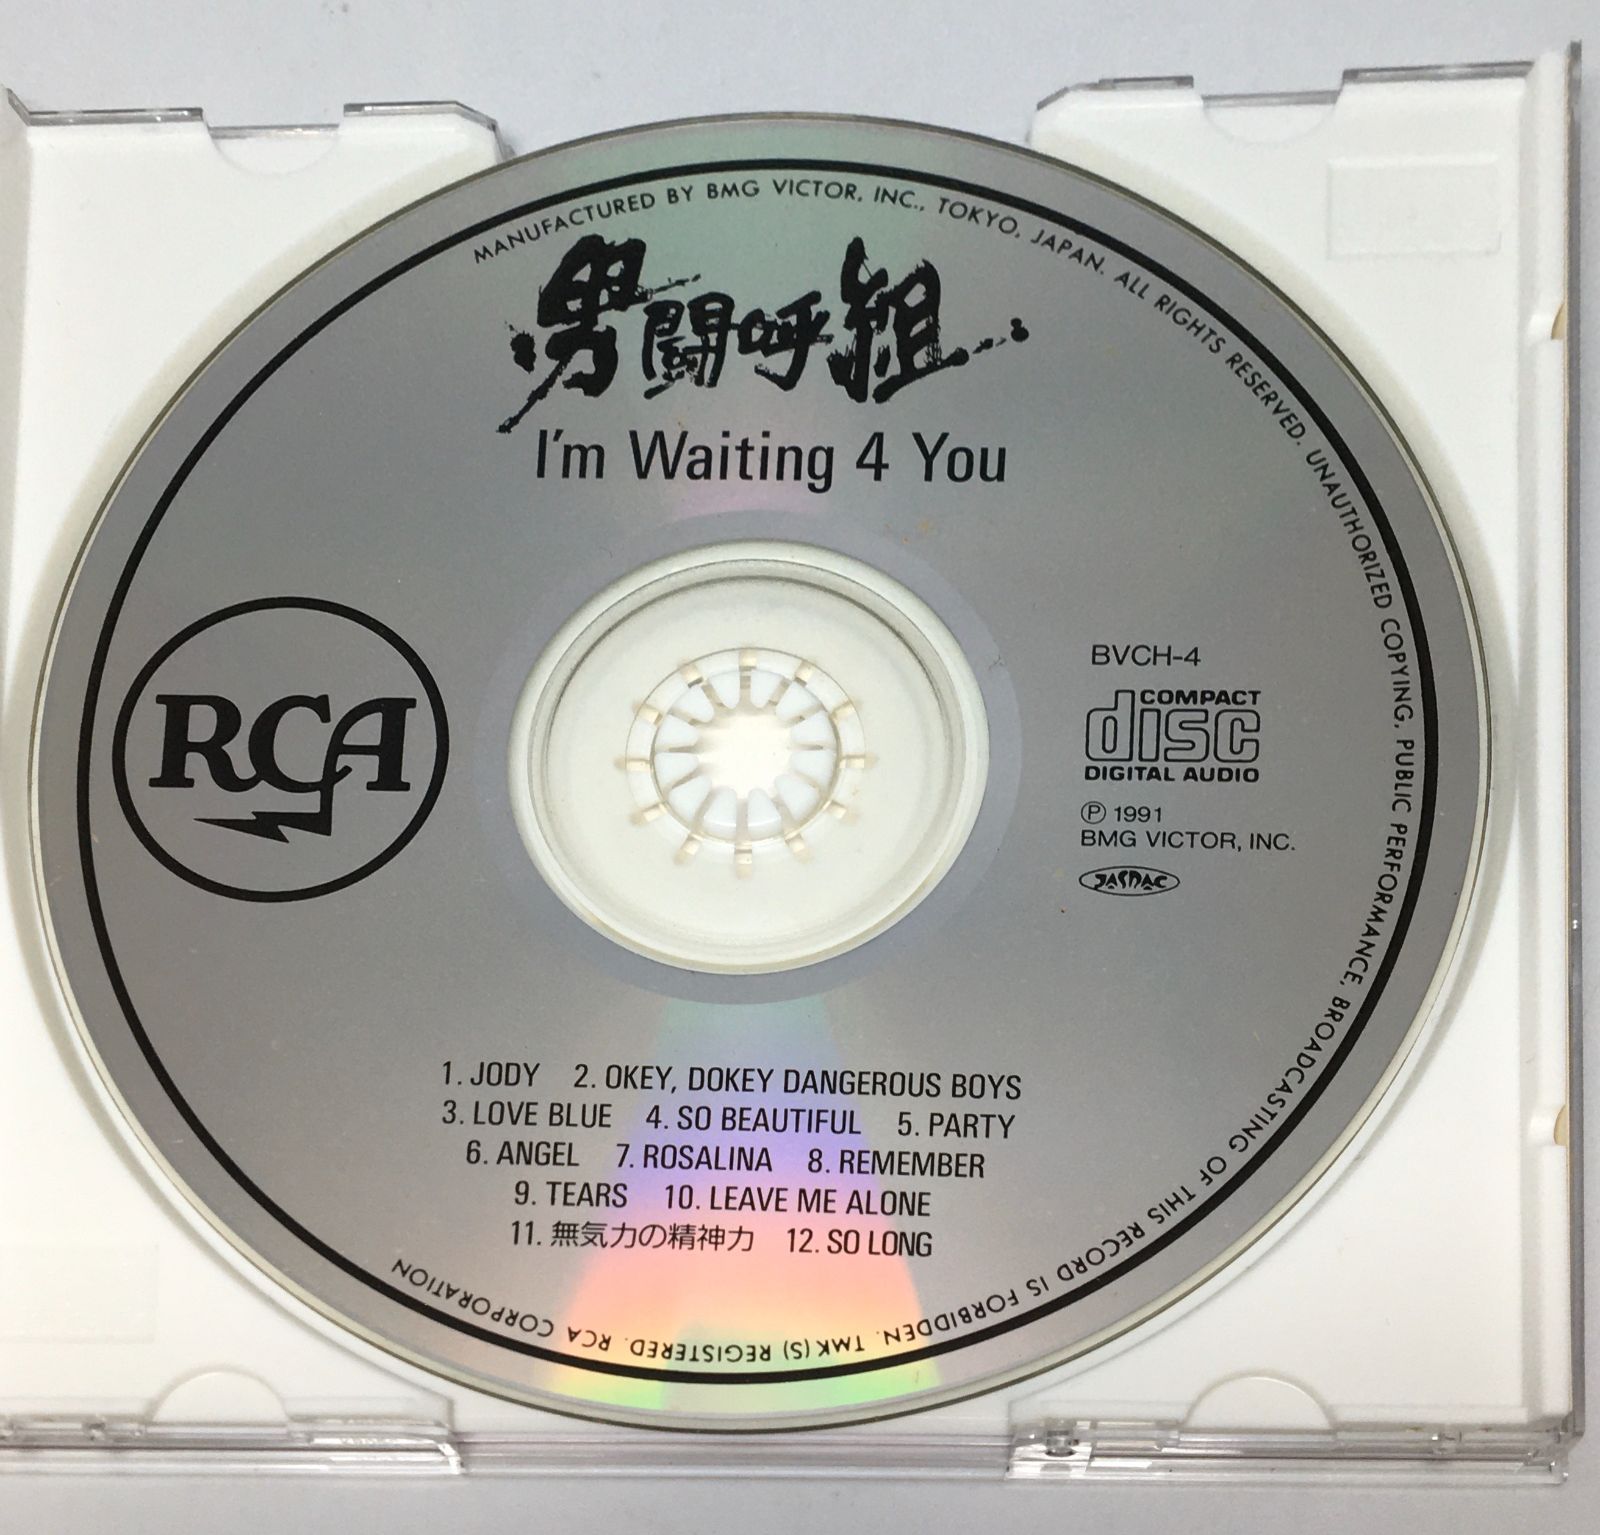 MANUFACTURED BY BMG VICTOR, INC., TOKYO, JAPAN. ALL RIGHTS RESERVED. UNAUTHORIZED COPYING, PUBLIC PERFORMANCE, BROADCASTING OF THIS RECORD IS FORBIDDEN. TMK(S) REGISTERED. RCA CORPORATION
男闘呼組
I'm Waiting 4 You
RCA
BVCH-4
COMPACT
disc
DIGITAL AUDIO
Ⓟ 1991
BMG VICTOR, INC.
JASRAC
1. JODY 2. OKEY, DOKEY DANGEROUS BOYS
3. LOVE BLUE 4. SO BEAUTIFUL 5. PARTY
6. ANGEL 7. ROSALINA 8. REMEMBER
9. TEARS 10. LEAVE ME ALONE
11. 無気力の精神力 12. SO LONG